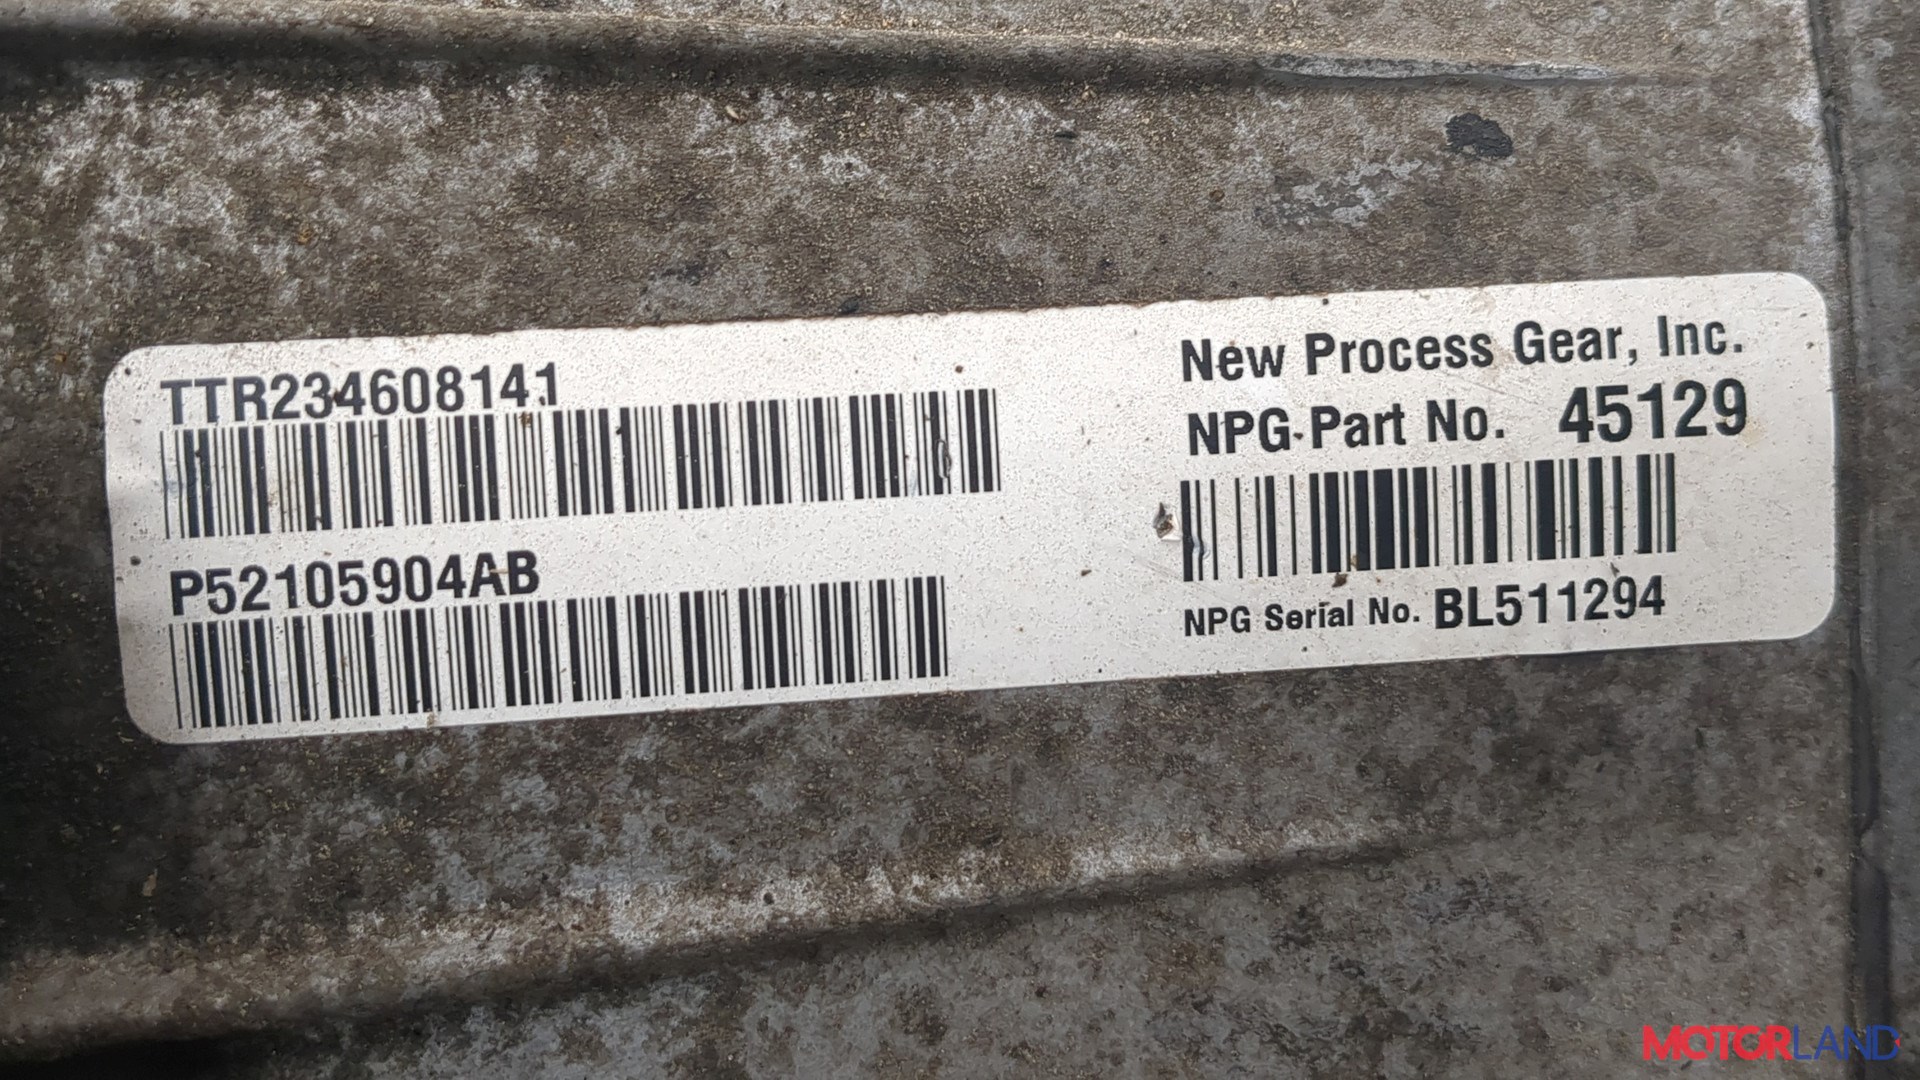 TTR234608141
P52105904AB
New Process Gear, Inc.
NPG Part No. 45129
NPG Serial No. BL511294
MOTORLAND